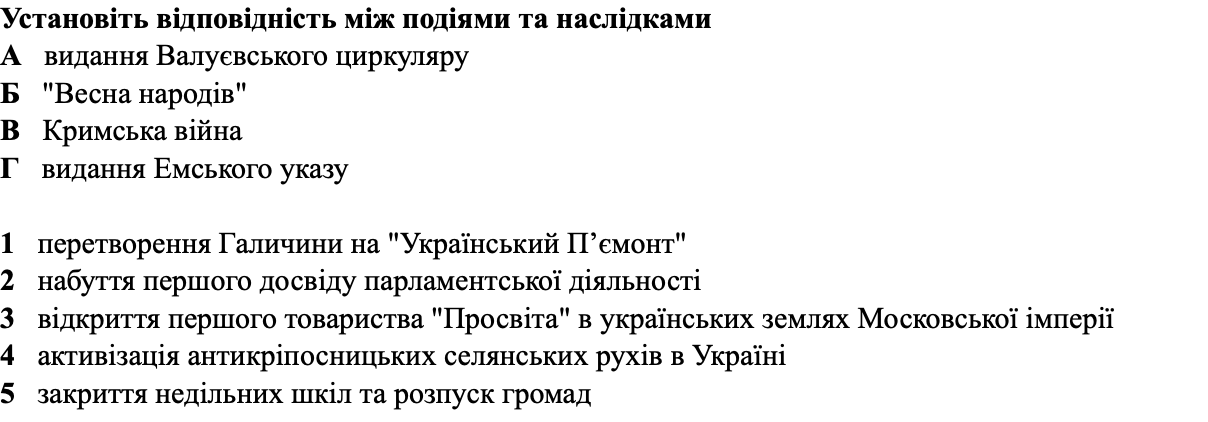 Установіть відповідність між подіями та наслідками
А видання Валуєвського циркуляру
Б "Весна народів"
В Кримська війна
Г видання Емського указу
1 перетворення Галичини на "Український П’ємонт"
2 набуття першого досвіду парламентської діяльності
3 відкриття першого товариства "Просвіта" в українських землях Московської імперії
4 активізація антикріпосницьких селянських рухів в Україні
5 закриття недільних шкіл та розпуск громад